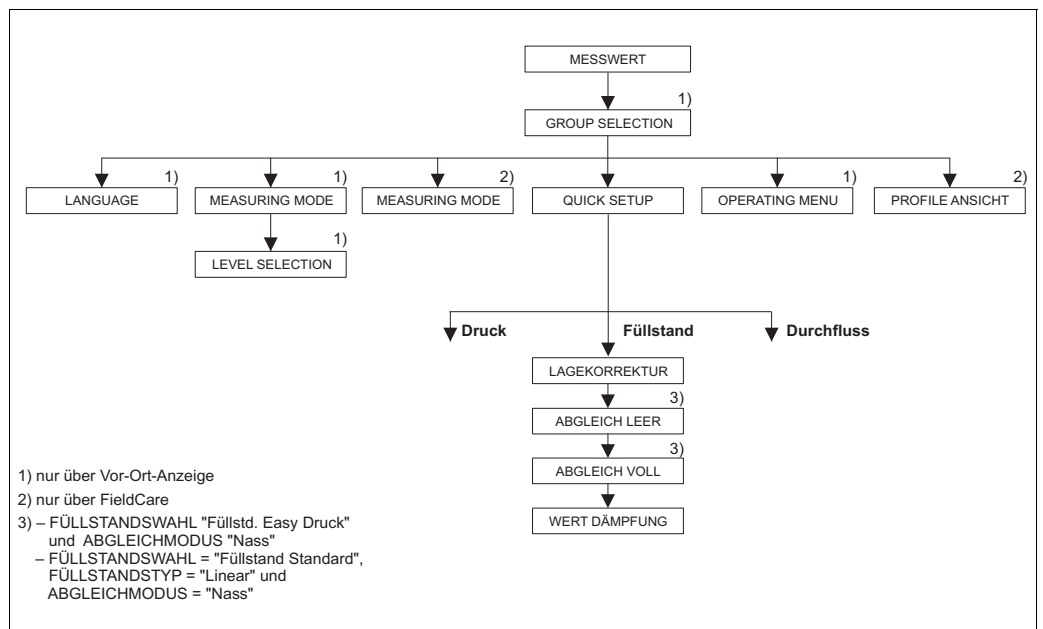 MESSWERT
1)
GROUP SELECTION
1)
1)
2)
1)
2)
LANGUAGE
MEASURING MODE
MEASURING MODE
QUICK SETUP
OPERATING MENU
PROFILE ANSICHT
1)
LEVEL SELECTION
Druck
Füllstand
Durchfluss
LAGEKORREKTUR
3)
ABGLEICH LEER
3)
ABGLEICH VOLL
WERT DÄMPFUNG
1) nur über Vor-Ort-Anzeige
2) nur über FieldCare
3) – FÜLLSTANDSWAHL "Füllstd. Easy Druck"
und ABGLEICHMODUS "Nass"
– FÜLLSTANDSWAHL = "Füllstand Standard",
FÜLLSTANDSTYP = "Linear" und
ABGLEICHMODUS = "Nass"